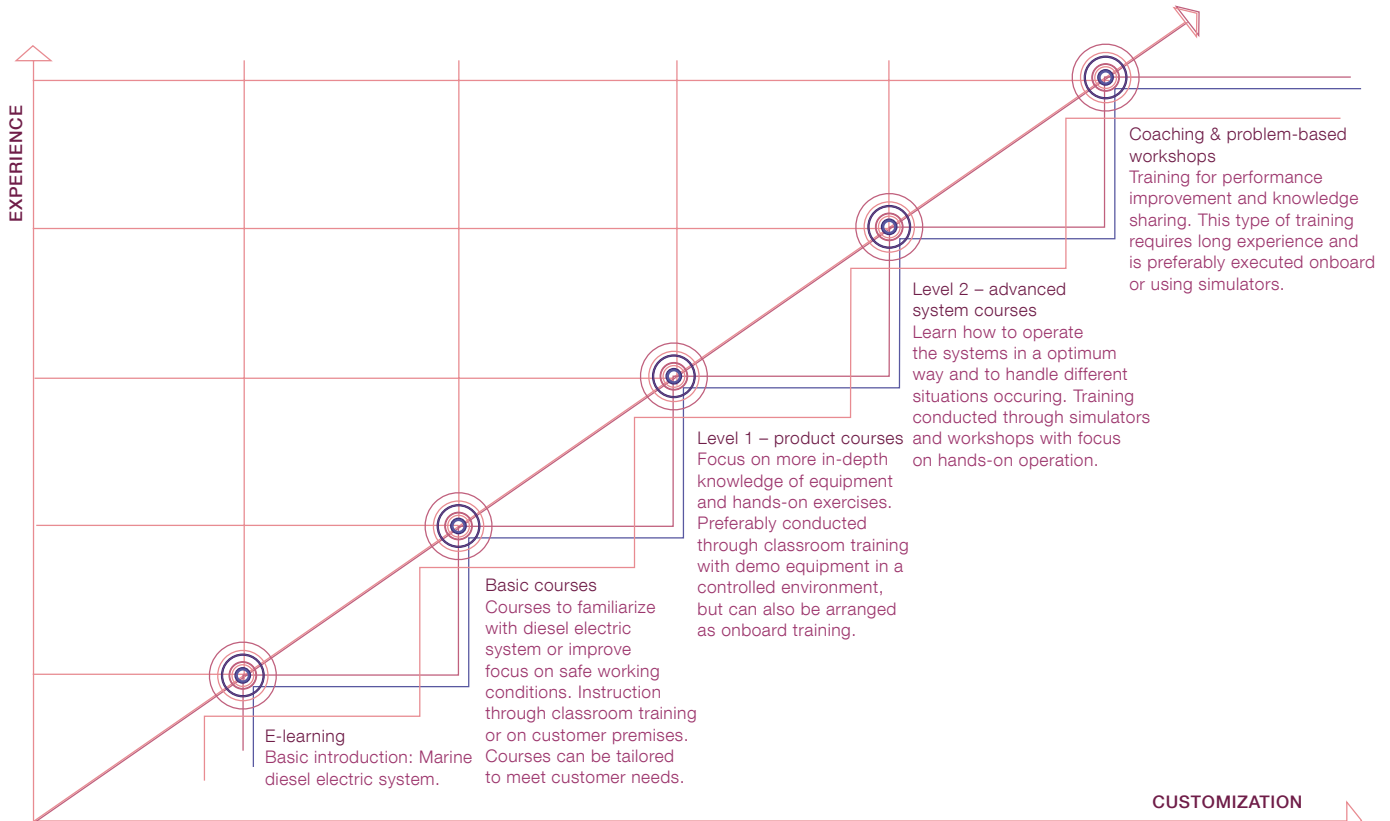 EXPERIENCE
Coaching & problem-based
workshops
Training for performance
improvement and knowledge
sharing. This type of training
requires long experience and
is preferably executed onboard
or using simulators.
Level 2 – advanced
system courses
Learn how to operate
the systems in a optimum
way and to handle different
situations occuring. Training
conducted through simulators
and workshops with focus
on hands-on operation.
Level 1 – product courses
Focus on more in-depth
knowledge of equipment
and hands-on exercises.
Preferably conducted
through classroom training
with demo equipment in a
controlled environment,
but can also be arranged
as onboard training.
Basic courses
Courses to familiarize
with diesel electric
system or improve
focus on safe working
conditions. Instruction
through classroom training
or on customer premises.
Courses can be tailored
to meet customer needs.
E-learning
Basic introduction: Marine
diesel electric system.
CUSTOMIZATION